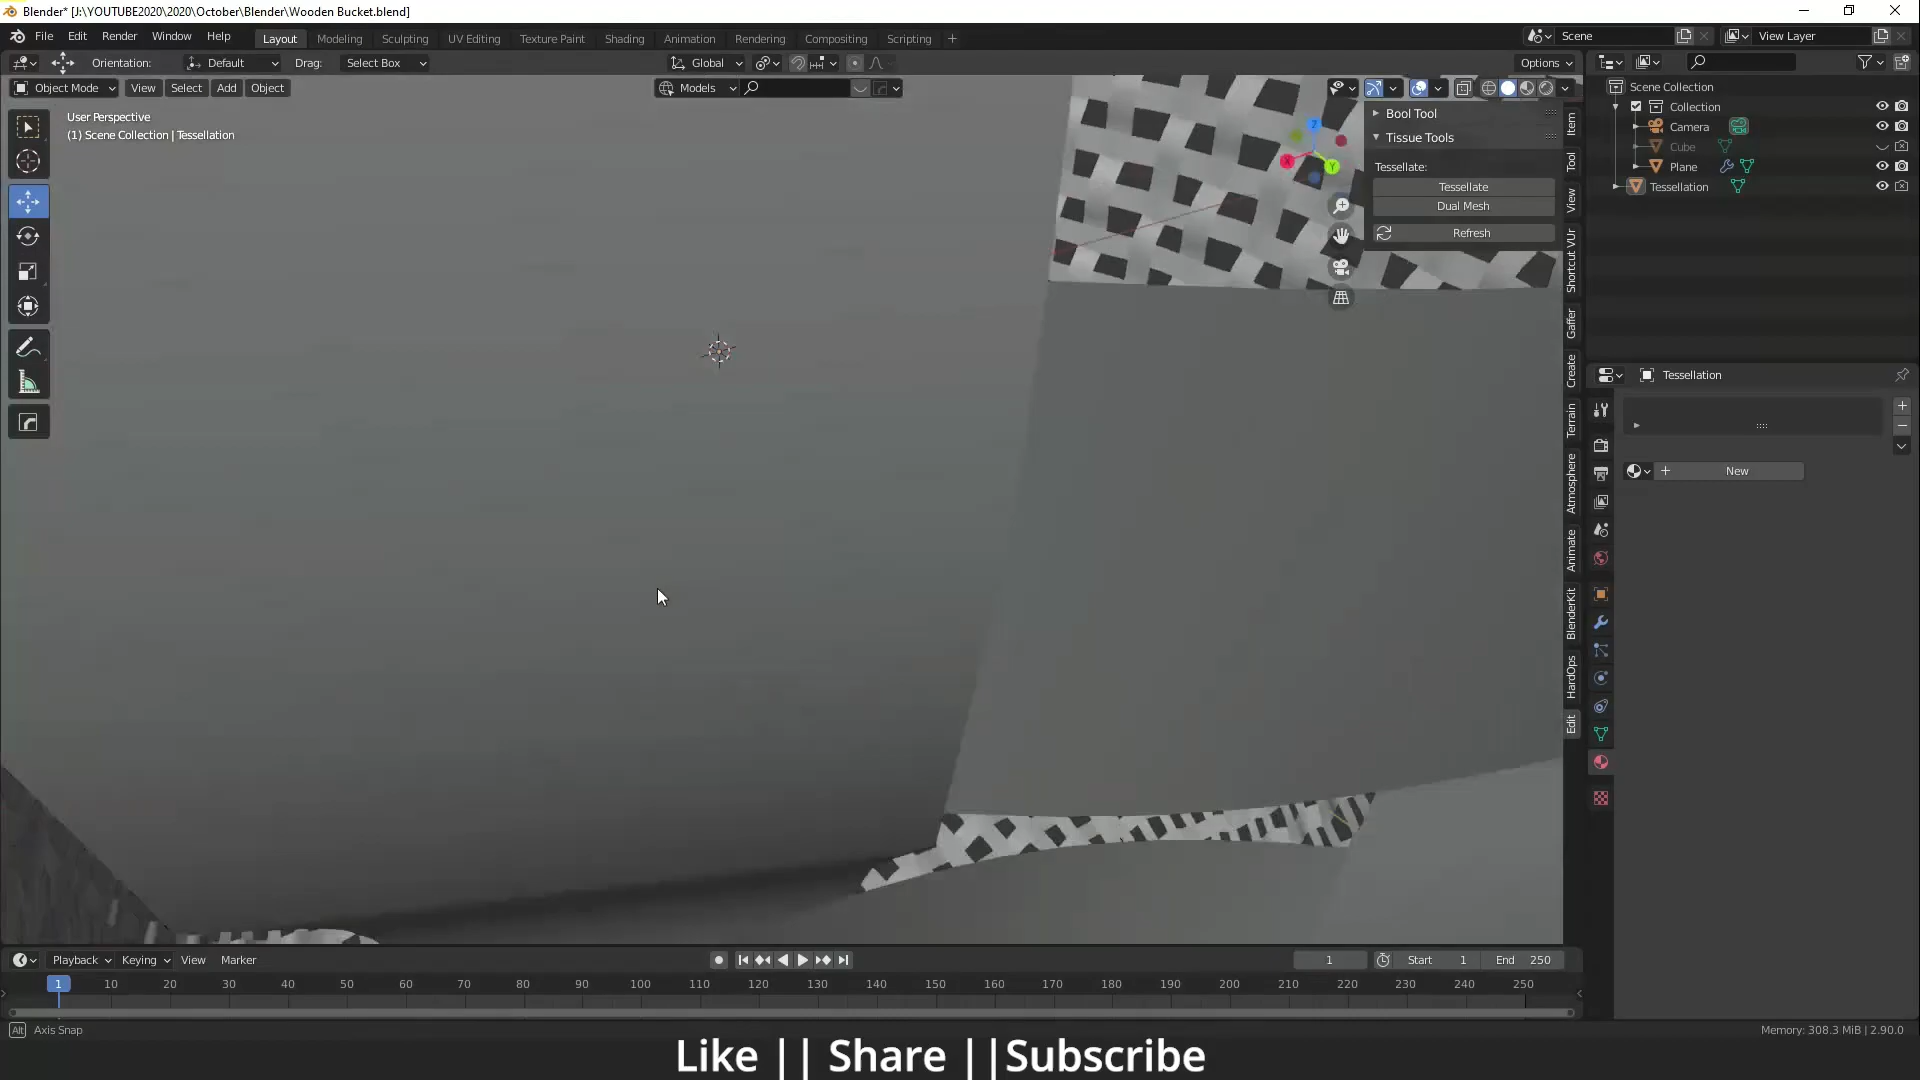 Blender* [J:\YOUTUBE2020\2020\October\Blender\Wooden Bucket.blend]
File Edit Render Window Help
Layout Modeling Sculpting UV Editing Texture Paint Shading Animation Rendering Compositing Scripting +
Scene
View Layer
Orientation: Default Drag: Select Box
Global
Options
Object Mode View Select Add Object
Models
User Perspective
(1) Scene Collection | Tessellation
Z
X
Y
Bool Tool
Tissue Tools
Tessellate:
Tessellate
Dual Mesh
Refresh
Item
Tool
View
Shortcut VUr
Gaffer
Create
Terrain
Atmosphere
Animate
BlenderKit
HardOps
Edit
Scene Collection
Collection
Camera
Cube
Plane
Tessellation
Tessellation
New
Playback Keying View Marker
1 Start 1 End 250
1 10 20 30 40 50 60 70 80 90 100 110 120 130 140 150 160 170 180 190 200 210 220 230 240 250
Alt Axis Snap
Memory: 308.3 MiB | 2.90.0
Like || Share ||Subscribe